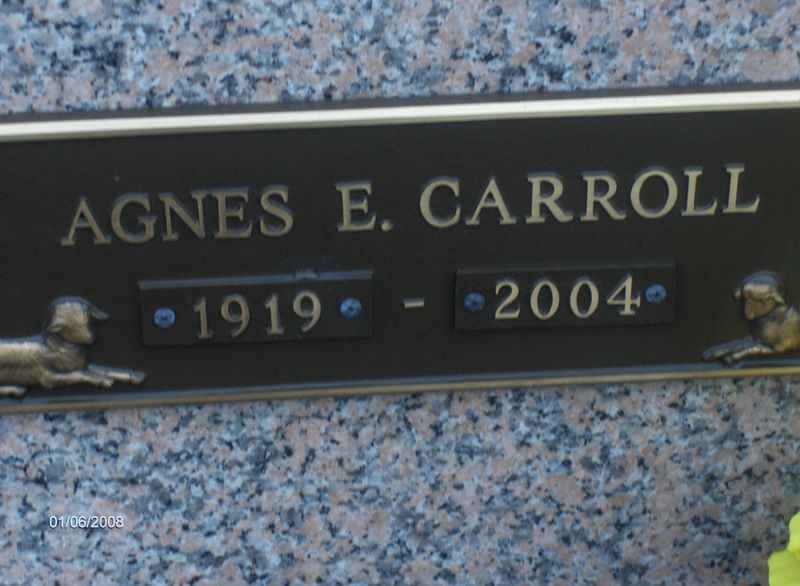 AGNES E. CARROLL
1919 - 2004
01/06/2008